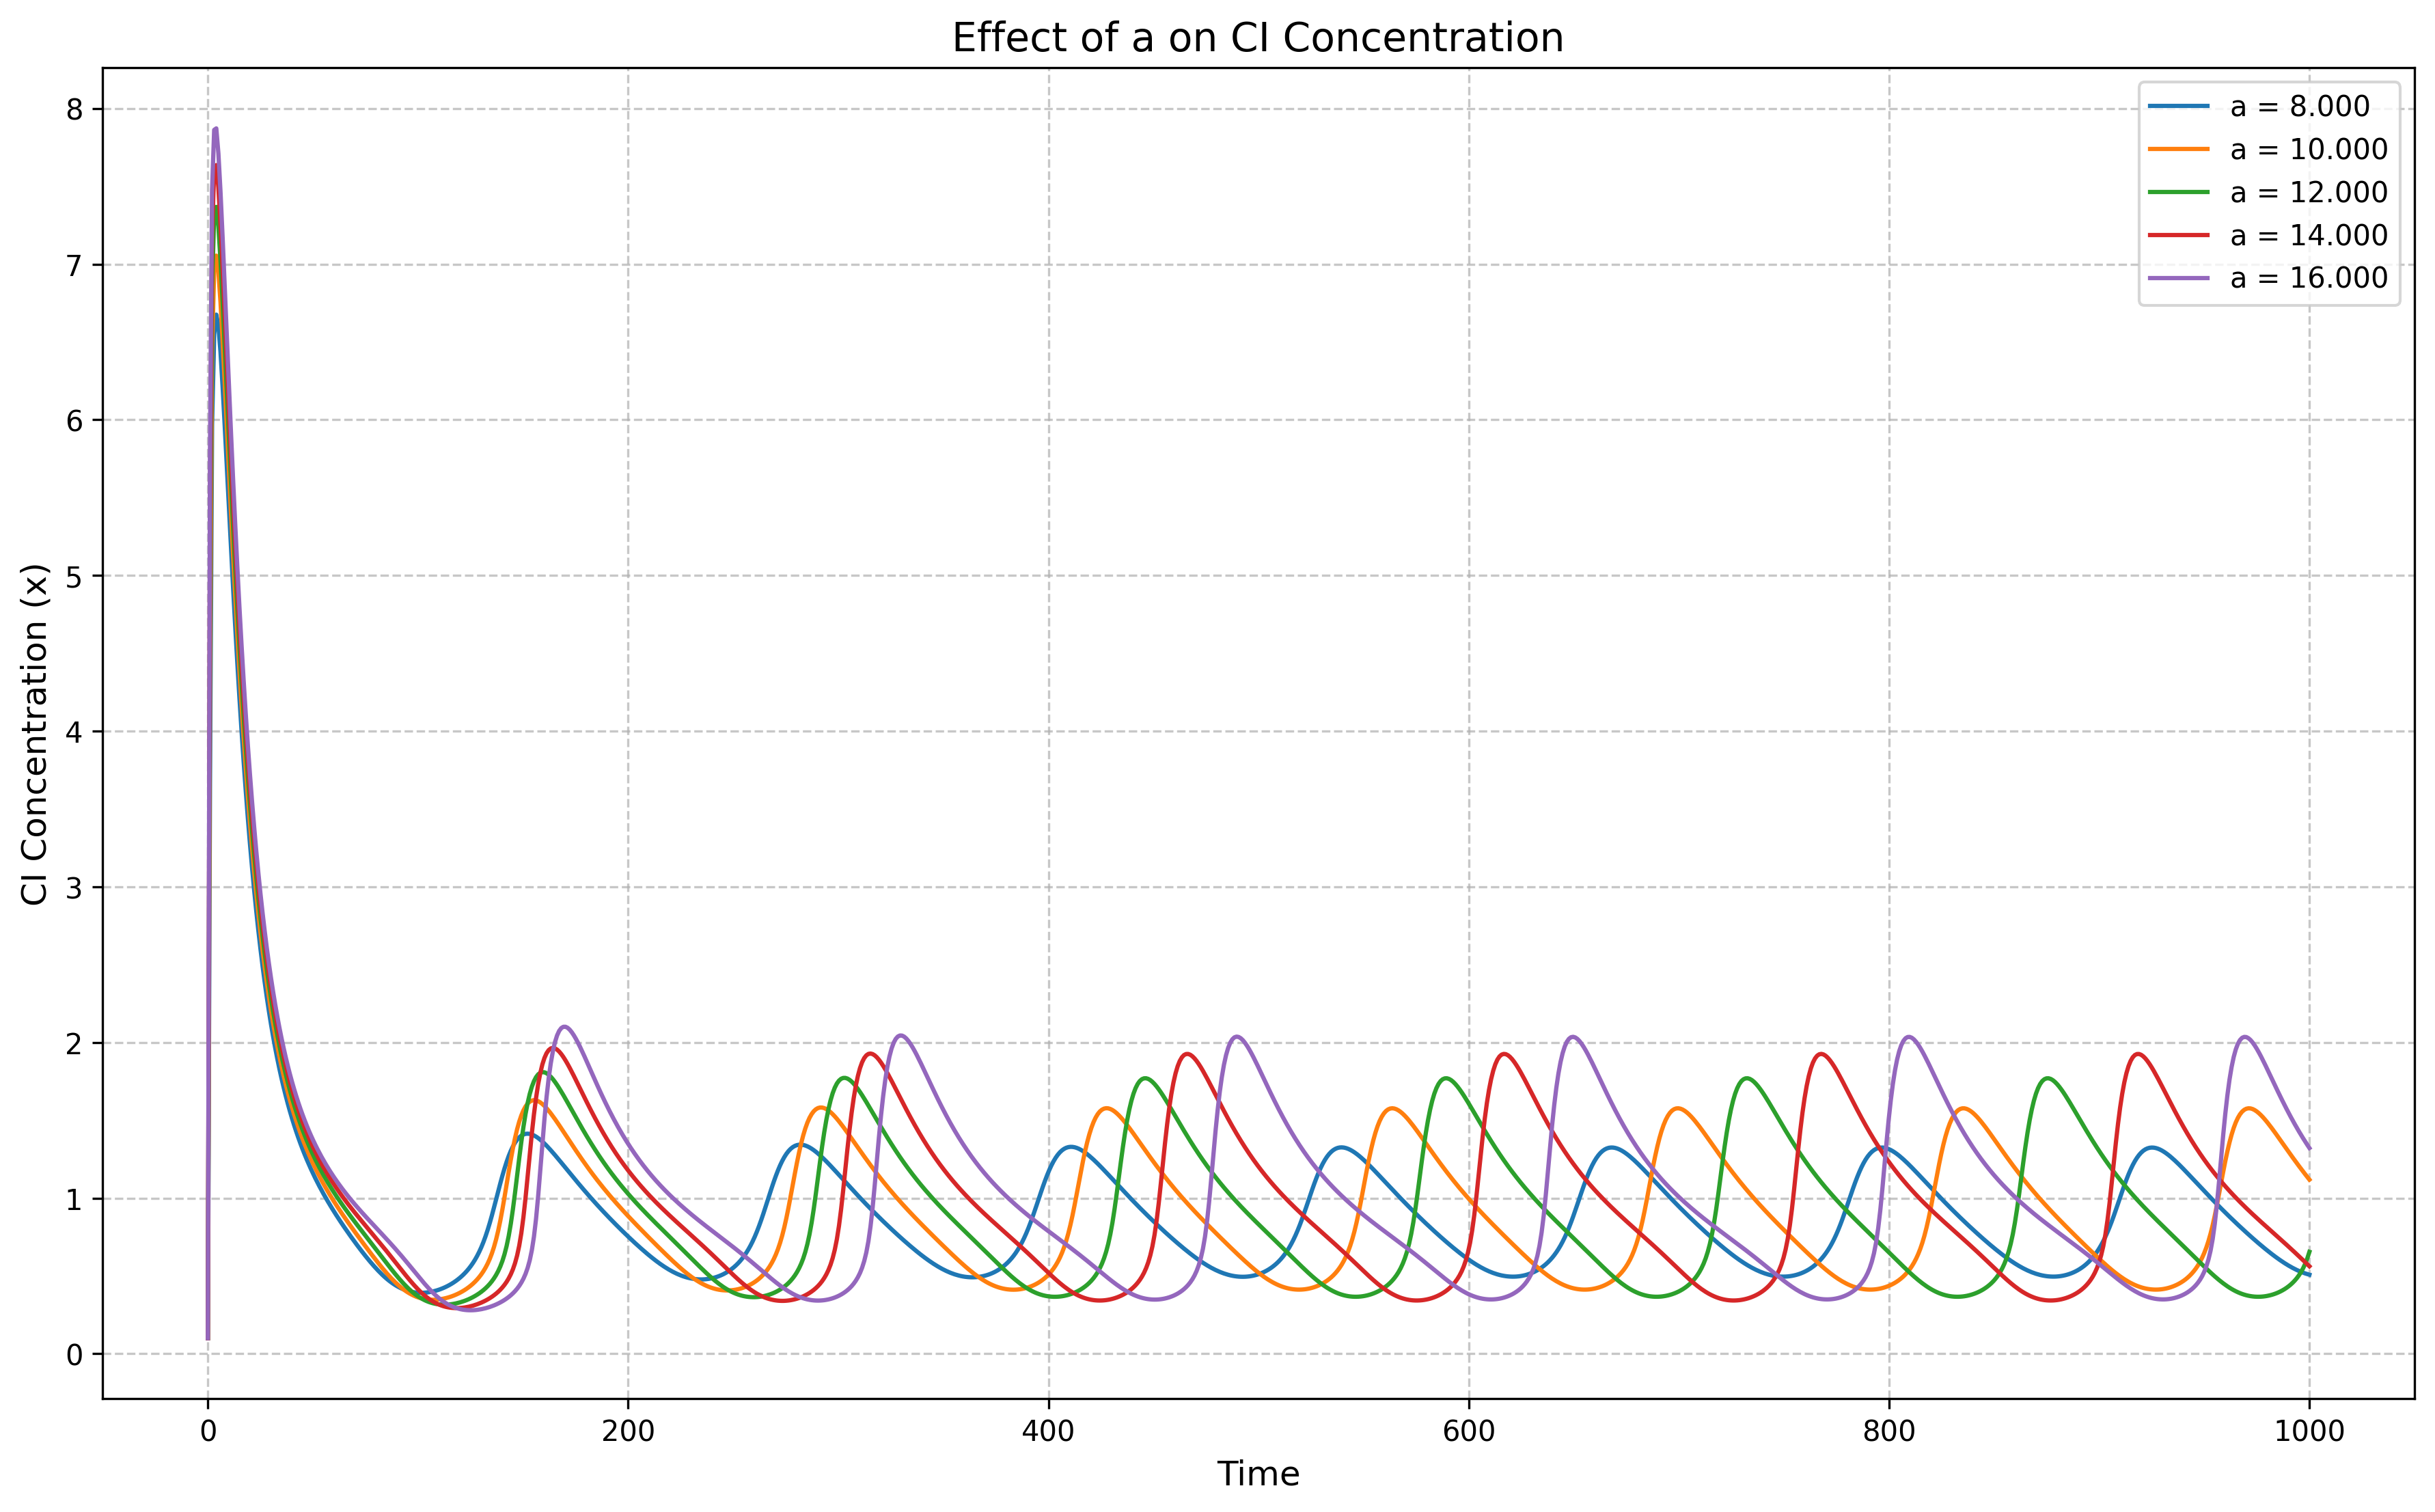 Effect of a on CI Concentration
a = 8.000
a = 10.000
a = 12.000
a = 14.000
a = 16.000
CI Concentration (x)
8
7
6
5
4
3
2
1
0
0 200 400 600 800 1000
Time